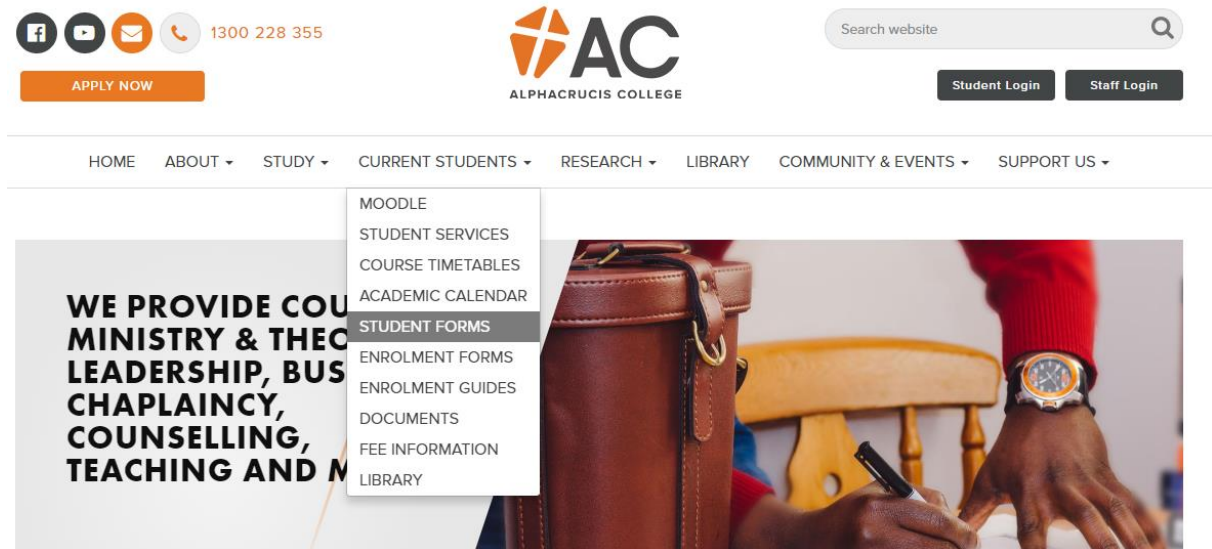 1300 228 355
APPLY NOW
AC
ALPHACRUCIS COLLEGE
Search website
Student Login
Staff Login
HOME ABOUT STUDY CURRENT STUDENTS RESEARCH LIBRARY COMMUNITY & EVENTS SUPPORT US
MOODLE
STUDENT SERVICES
COURSE TIMETABLES
ACADEMIC CALENDAR
STUDENT FORMS
ENROLMENT FORMS
ENROLMENT GUIDES
DOCUMENTS
FEE INFORMATION
LIBRARY
WE PROVIDE COU
MINISTRY & THEO
LEADERSHIP, BUS
CHAPLAINCY,
COUNSELLING,
TEACHING AND M